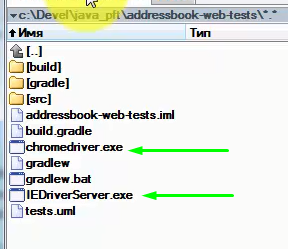 c:\Devel\java_pft\addressbook-web-tests\*.*
Имя Тип
[..]
[build]
[gradle]
[src]
addressbook-web-tests.iml
build.gradle
chromedriver.exe
gradlew
gradlew.bat
IEDriverServer.exe
tests.uml